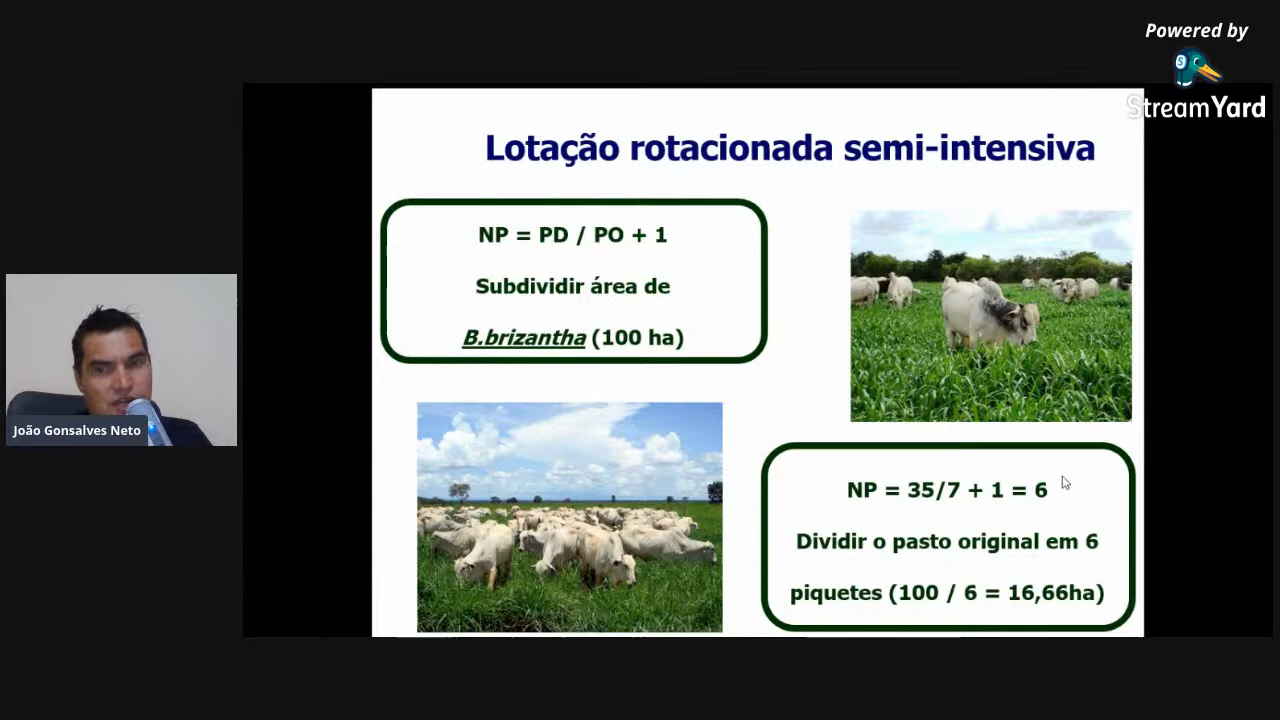 Powered by
StreamYard
Lotação rotacionada semi-intensiva
NP = PD / PO + 1
Subdividir área de
B.brizantha (100 ha)
João Gonsalves Neto
NP = 35/7 + 1 = 6
Dividir o pasto original em 6
piquetes (100 / 6 = 16,66ha)